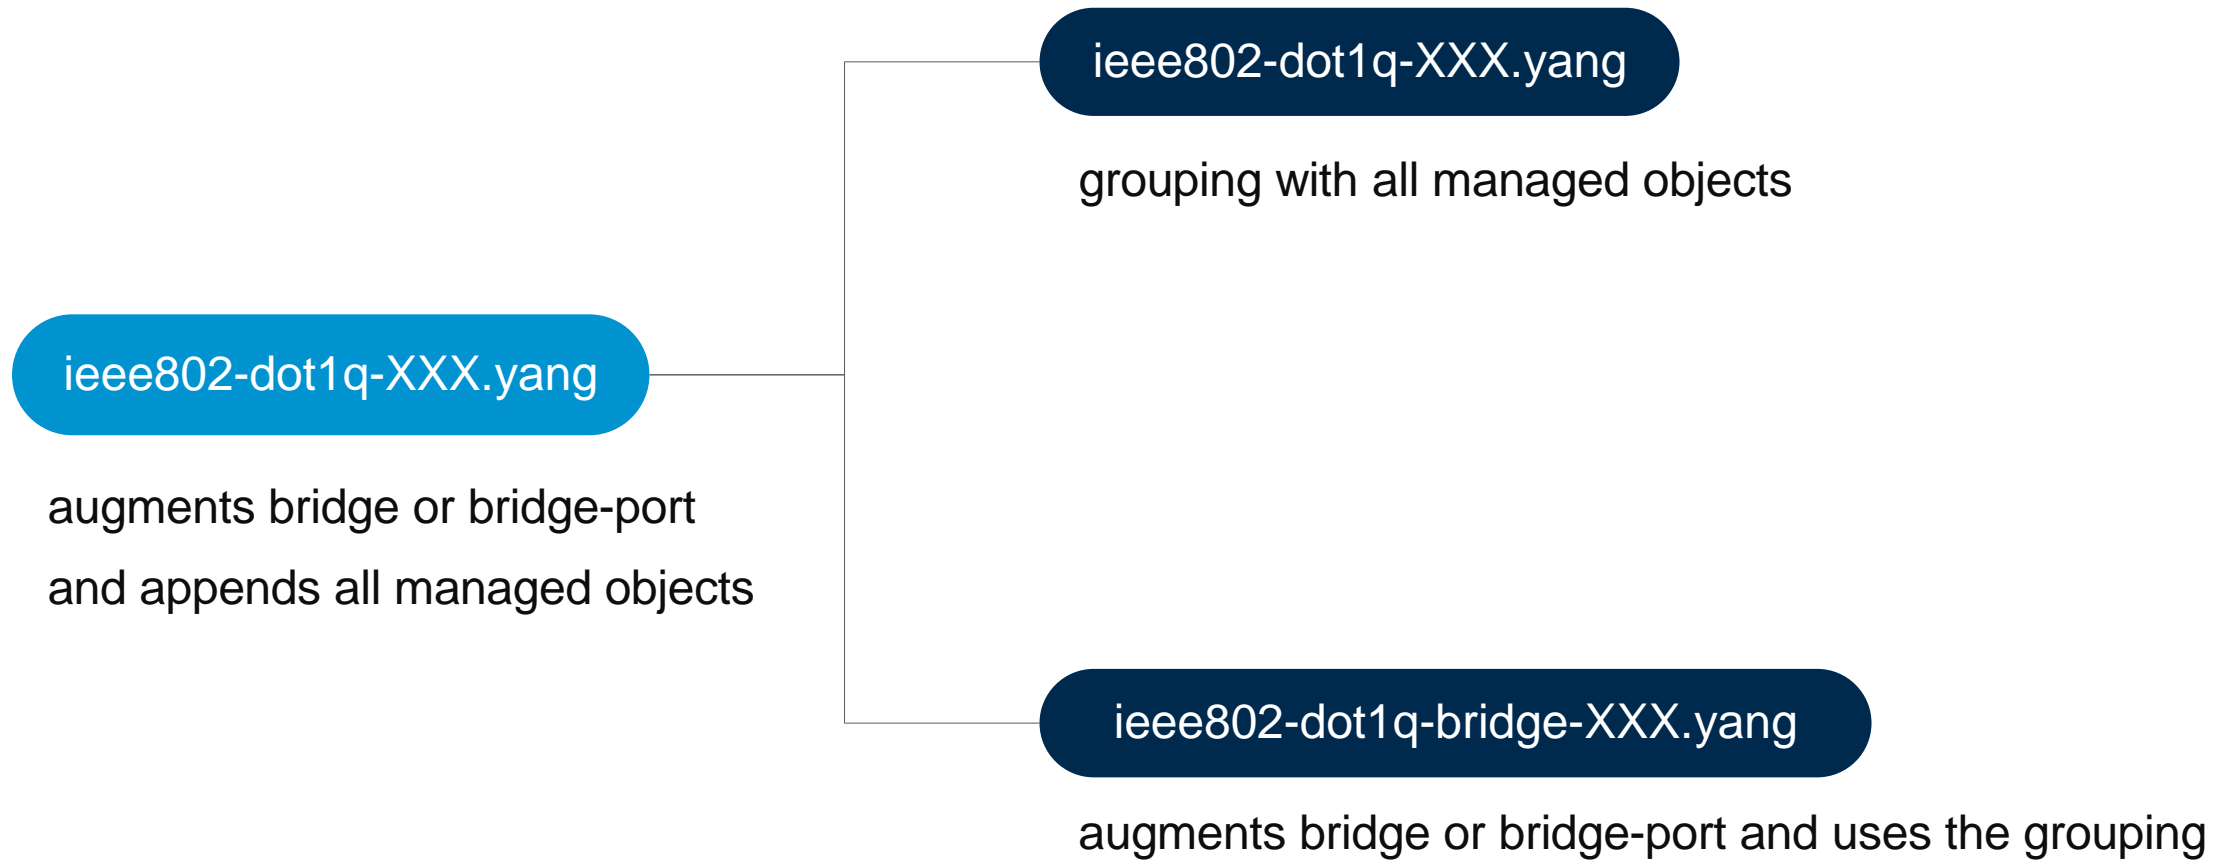 ieee802-dot1q-XXX.yang
grouping with all managed objects
ieee802-dot1q-XXX.yang
augments bridge or bridge-port
and appends all managed objects
ieee802-dot1q-bridge-XXX.yang
augments bridge or bridge-port and uses the grouping